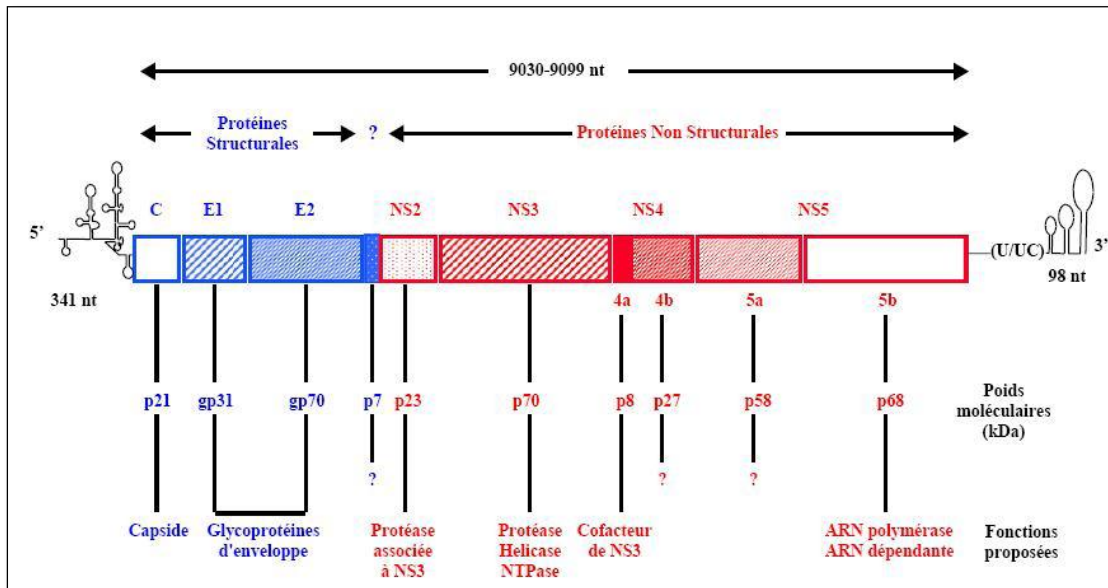 9030-9099 nt
Protéines
Structurales
?
Protéines Non Structurales
C E1 E2 NS2 NS3 NS4 NS5
5’
(U/UC)
3’
341 nt
98 nt
4a 4b 5a 5b
p21 gp31 gp70 p7 p23 p70 p8 p27 p58 p68
Poids
moléculaires
(kDa)
? ? ?
Capside
Glycoprotéines
d'enveloppe
Protéase
associée
à NS3
Protéase
Helicase
NTPase
Cofacteur
de NS3
ARN polymérase
ARN dépendante
Fonctions
proposées